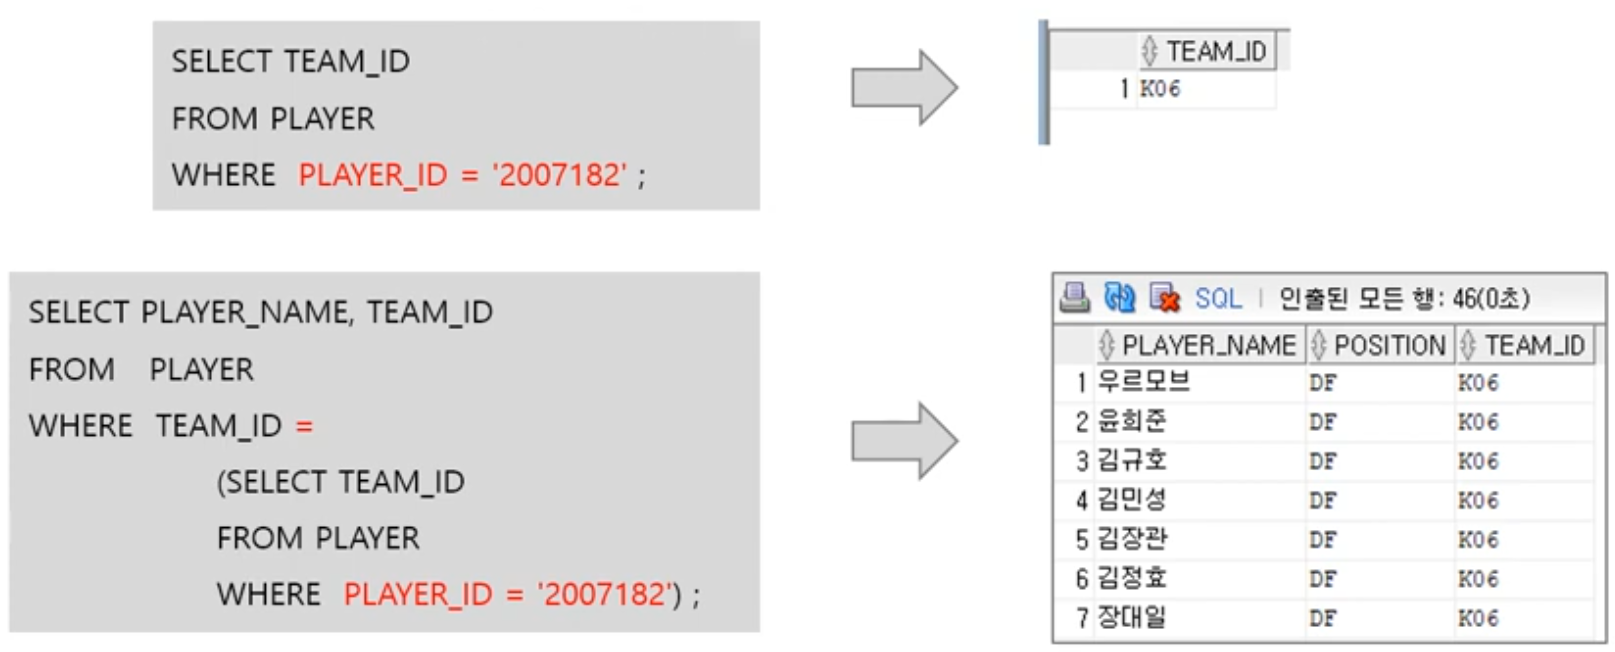 SELECT TEAM_ID
FROM PLAYER
WHERE PLAYER_ID = '2007182' ;
TEAM_ID
1 K06
SELECT PLAYER_NAME, TEAM_ID
FROM PLAYER
WHERE TEAM_ID =
(SELECT TEAM_ID
FROM PLAYER
WHERE PLAYER_ID = '2007182') ;
SQL | 인출된 모든 행: 46(0초)
PLAYER_NAME POSITION TEAM_ID
1 우르모브 DF K06
2 윤희준 DF K06
3 김규호 DF K06
4 김민성 DF K06
5 김장관 DF K06
6 김정효 DF K06
7 장대일 DF K06